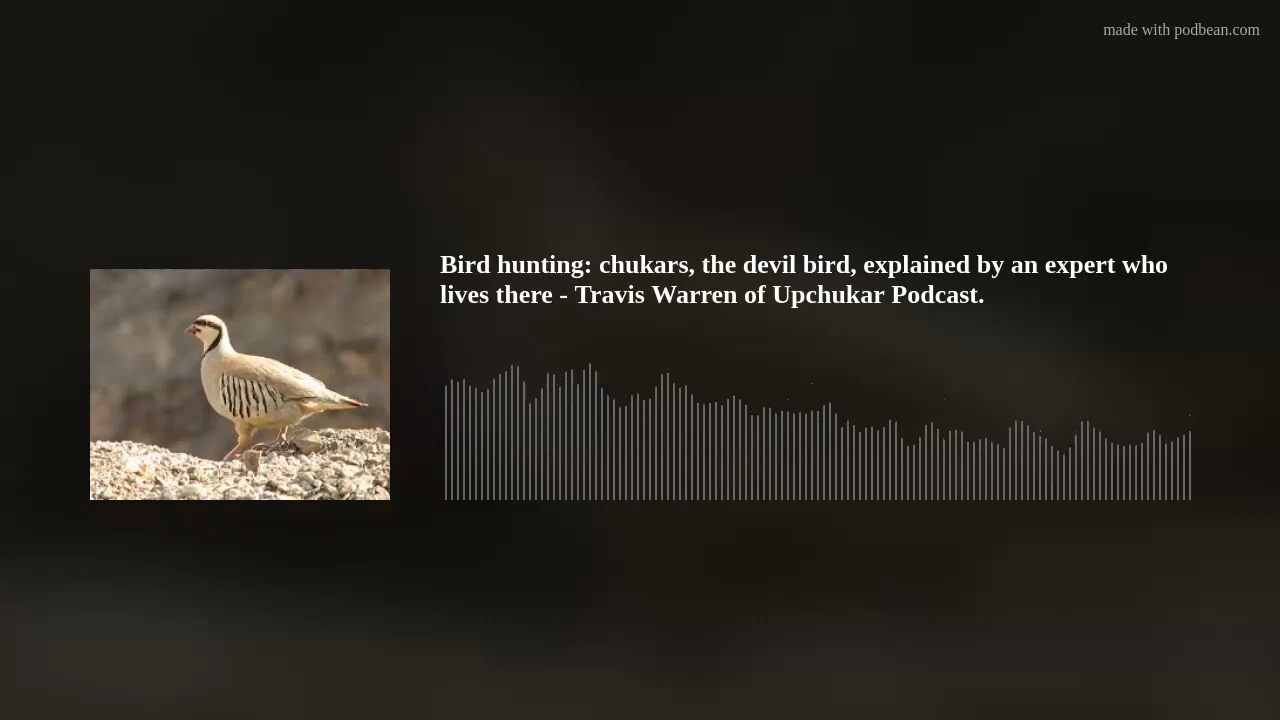 made with podbean.com
Bird hunting: chukars, the devil bird, explained by an expert who
lives there - Travis Warren of Upchukar Podcast.